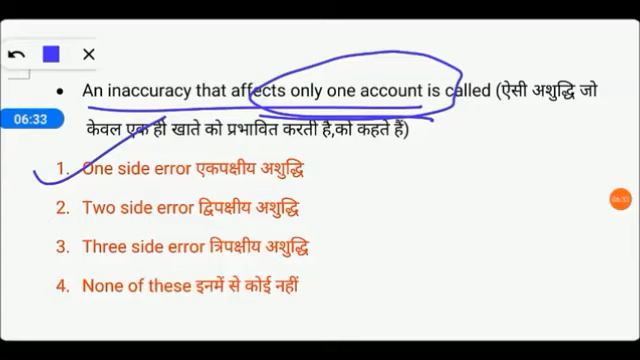 An inaccuracy that affects only one account is called (ऐसी अशुद्धि जो
06:33
केवल एक ही खाते को प्रभावित करती है,को कहते हैं)
1. One side error एकपक्षीय अशुद्धि
06:33
2. Two side error द्विपक्षीय अशुद्धि
3. Three side error त्रिपक्षीय अशुद्धि
4. None of these इनमें से कोई नहीं